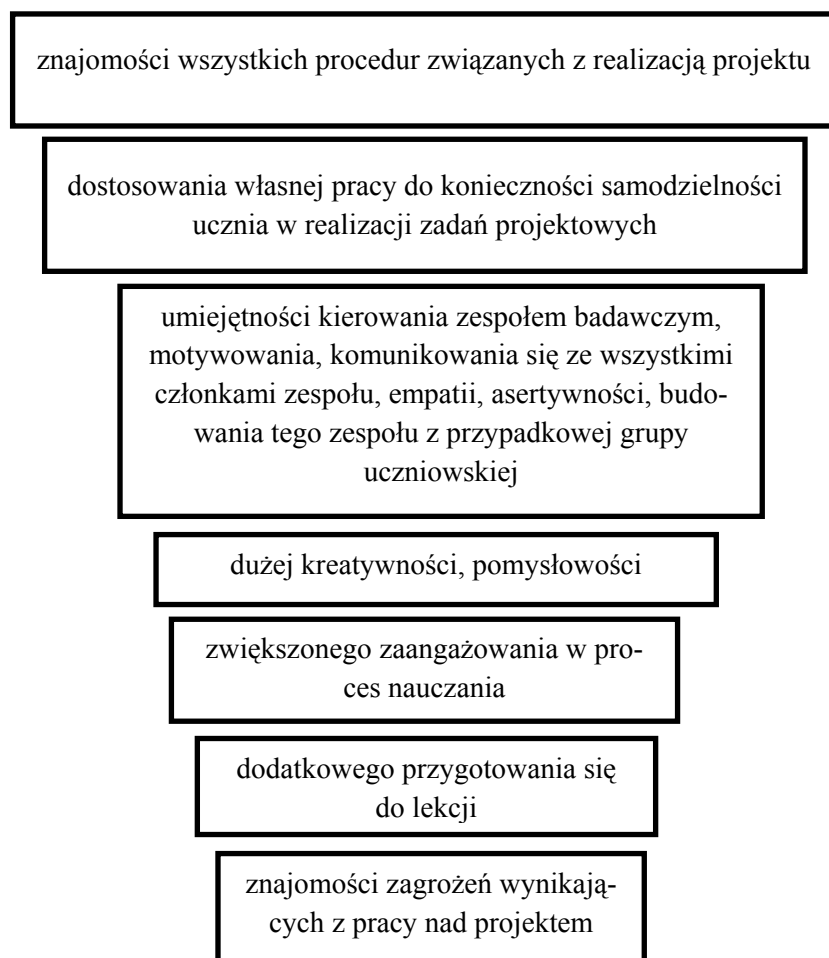 znajomości wszystkich procedur związanych z realizacją projektu
dostosowania własnej pracy do konieczności samodzielności
ucznia w realizacji zadań projektowych
umiejętności kierowania zespołem badawczym,
motywowania, komunikowania się ze wszystkimi
członkami zespołu, empatii, asertywności, budo-
wania tego zespołu z przypadkowej grupy
uczniowskiej
dużej kreatywności, pomysłowości
zwiększonego zaangażowania w pro-
ces nauczania
dodatkowego przygotowania się
do lekcji
znajomości zagrożeń wynikają-
cych z pracy nad projektem